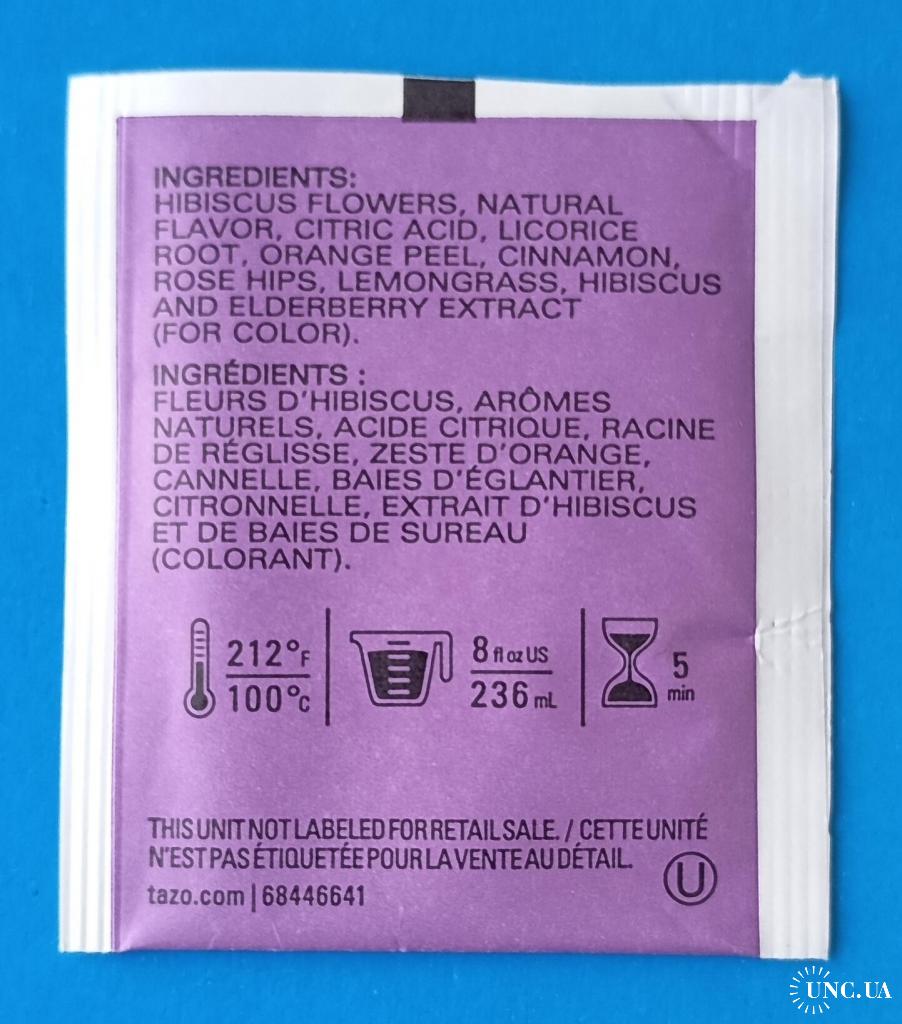 INGREDIENTS:
HIBISCUS FLOWERS, NATURAL
FLAVOR, CITRIC ACID, LICORICE
ROOT, ORANGE PEEL, CINNAMON,
ROSE HIPS, LEMONGRASS, HIBISCUS
AND ELDERBERRY EXTRACT
(FOR COLOR).
INGRÉDIENTS :
FLEURS D'HIBISCUS, ARÔMES
NATURELS, ACIDE CITRIQUE, RACINE
DE RÉGLISSE, ZESTE D'ORANGE,
CANNELLE, BAIES D'ÉGLANTIER,
CITRONNELLE, EXTRAIT D'HIBISCUS
ET DE BAIES DE SUREAU
(COLORANT).
212°F
100°C
8 fl oz US
236 mL
5
min
THIS UNIT NOT LABELED FOR RETAIL SALE. / CETTE UNITÉ
N'EST PAS ÉTIQUETÉE POUR LA VENTE AU DÉTAIL.
tazo.com | 68446641
U
UNC.UA